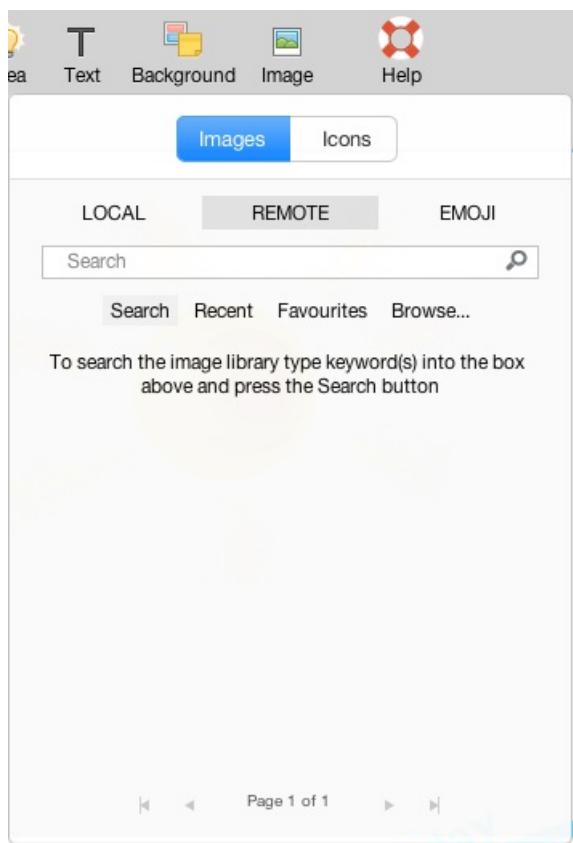 ea Text Background Image Help
Images Icons
LOCAL REMOTE EMOJI
Search
Search Recent Favourites Browse...
To search the image library type keyword(s) into the box
above and press the Search button
Page 1 of 1